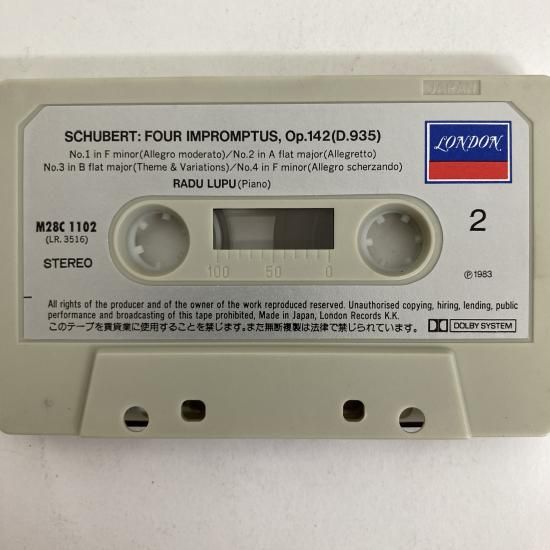 JAPAN
SCHUBERT: FOUR IMPROMPTUS, Op.142(D.935)
No.1 in F minor(Allegro moderato)/No.2 in A flat major(Allegretto)
No.3 in B flat major(Theme & Variations)/No.4 in F minor(Allegro scherzando)
RADU LUPU(Piano)
LONDON
M28C 1102
(LR. 3516)
STEREO
100 50 0
2
Ⓟ1983
All rights of the producer and of the owner of the work reproduced reserved. Unauthorised copying, hiring, lending, public
performance and broadcasting of this tape prohibited, Made in Japan, London Records K.K.
このテープを賃貸業に使用することを禁じます。また無断複製は法律で禁じられています。
DOLBY SYSTEM